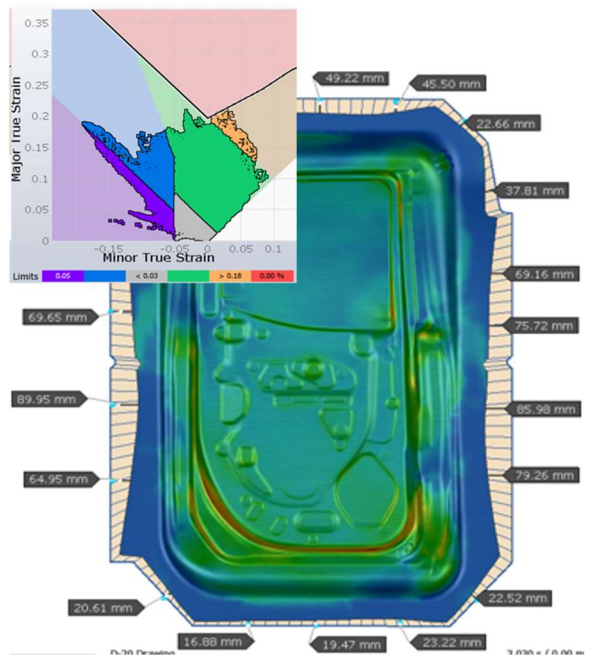 0.35
0.3
0.25
0.2
0.15
0.1
0.05
0
Major True Strain
-0.15
-0.05
0
0.05
0.1
Minor True Strain
Limits
0.05
< 0.03
> 0.18
0.00 %
49.22 mm
45.50 mm
22.66 mm
37.81 mm
69.16 mm
69.65 mm
75.72 mm
89.95 mm
85.98 mm
64.95 mm
79.26 mm
20.61 mm
22.52 mm
16.88 mm
19.47 mm
23.22 mm
D-20 Drawing